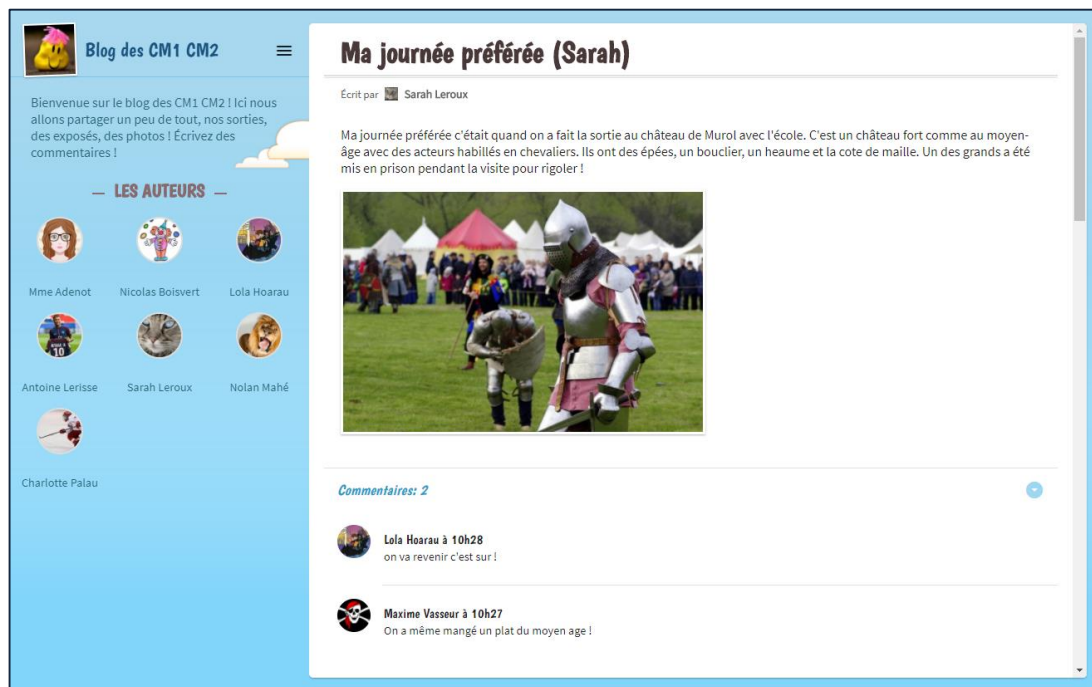 Blog des CM1 CM2
Bienvenue sur le blog des CM1 CM2 ! Ici nous
allons partager un peu de tout, nos sorties,
des exposés, des photos ! Écrivez des
commentaires !
— LES AUTEURS —
Mme Adenot
Nicolas Boisvert
Lola Hoarau
10
Antoine Lerisse
Sarah Leroux
Nolan Mahé
Charlotte Palau
Ma journée préférée (Sarah)
Écrit par Sarah Leroux
Ma journée préférée c'était quand on a fait la sortie au château de Murol avec l'école. C'est un château fort comme au moyen-
âge avec des acteurs habillés en chevaliers. Ils ont des épées, un bouclier, un heaume et la cote de maille. Un des grands a été
mis en prison pendant la visite pour rigoler !
Commentaires: 2
Lola Hoarau à 10h28
on va revenir c'est sur !
Maxime Vasseur à 10h27
On a même mangé un plat du moyen age !